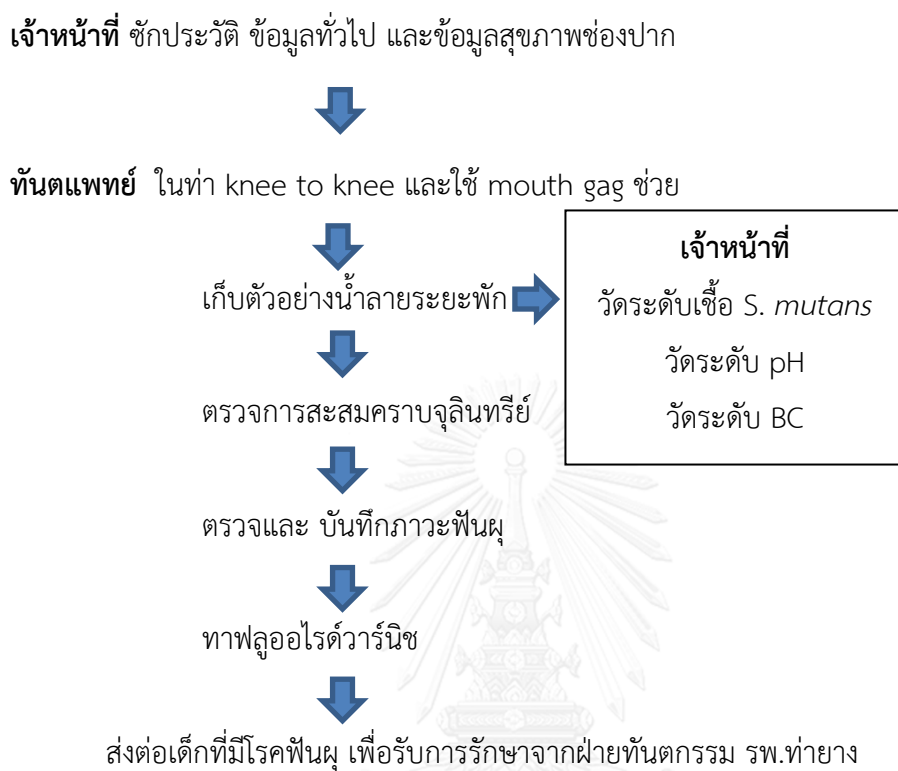 เจ้าหน้าที่ ซักประวัติ ข้อมูลทั่วไป และข้อมูลสุขภาพช่องปาก
ทันตแพทย์ ในท่า knee to knee และใช้ mouth gag ช่วย
เก็บตัวอย่างน้ำลายระยะพัก
เจ้าหน้าที่
วัดระดับเชื้อ S. mutans
วัดระดับ pH
วัดระดับ BC
ตรวจการสะสมคราบจุลินทรีย์
ตรวจและ บันทึกภาวะฟันผุ
ทาฟลูออไรด์วาร์นิช
ส่งต่อเด็กที่มีโรคฟันผุ เพื่อรับการรักษาจากฝ่ายทันตกรรม รพ.ท่ายาง